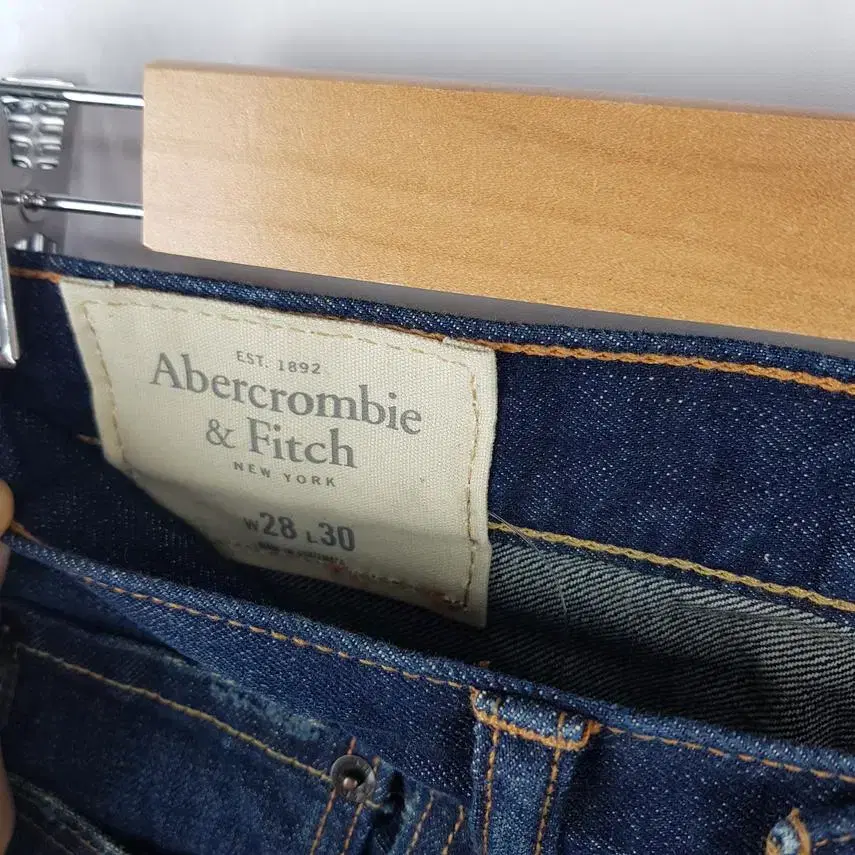 EST. 1892
Abercrombie
& Fitch
NEW YORK
W28 L30